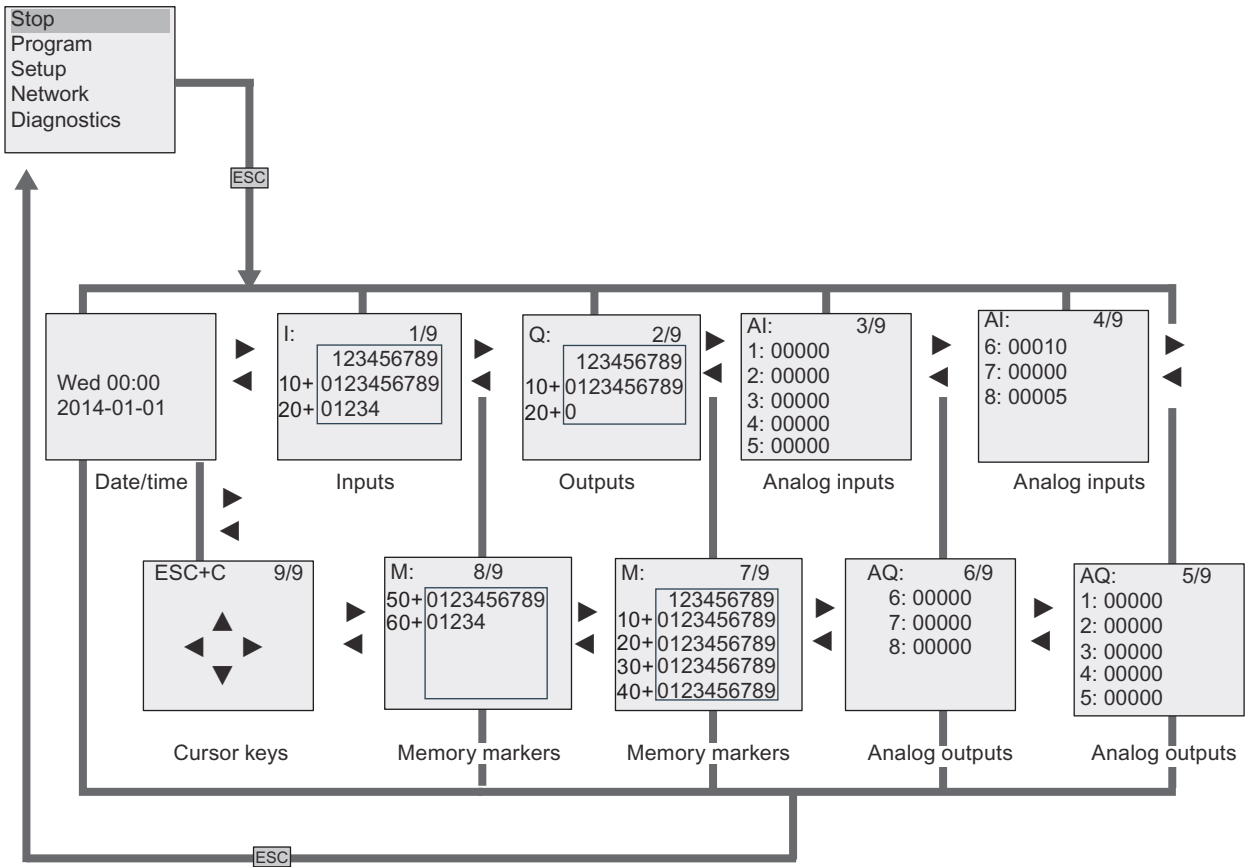 Stop
Program
Setup
Network
Diagnostics
ESC
Wed 00:00
2014-01-01
Date/time
I: 1/9
123456789
10+0123456789
20+01234
Inputs
Q: 2/9
123456789
10+0123456789
20+0
Outputs
AI: 3/9
1: 00000
2: 00000
3: 00000
4: 00000
5: 00000
Analog inputs
AI: 4/9
6: 00010
7: 00000
8: 00005
Analog inputs
ESC+C 9/9
Cursor keys
M: 8/9
50+0123456789
60+01234
Memory markers
M: 7/9
123456789
10+0123456789
20+0123456789
30+0123456789
40+0123456789
Memory markers
AQ: 6/9
6: 00000
7: 00000
8: 00000
Analog outputs
AQ: 5/9
1: 00000
2: 00000
3: 00000
4: 00000
5: 00000
Analog outputs
ESC